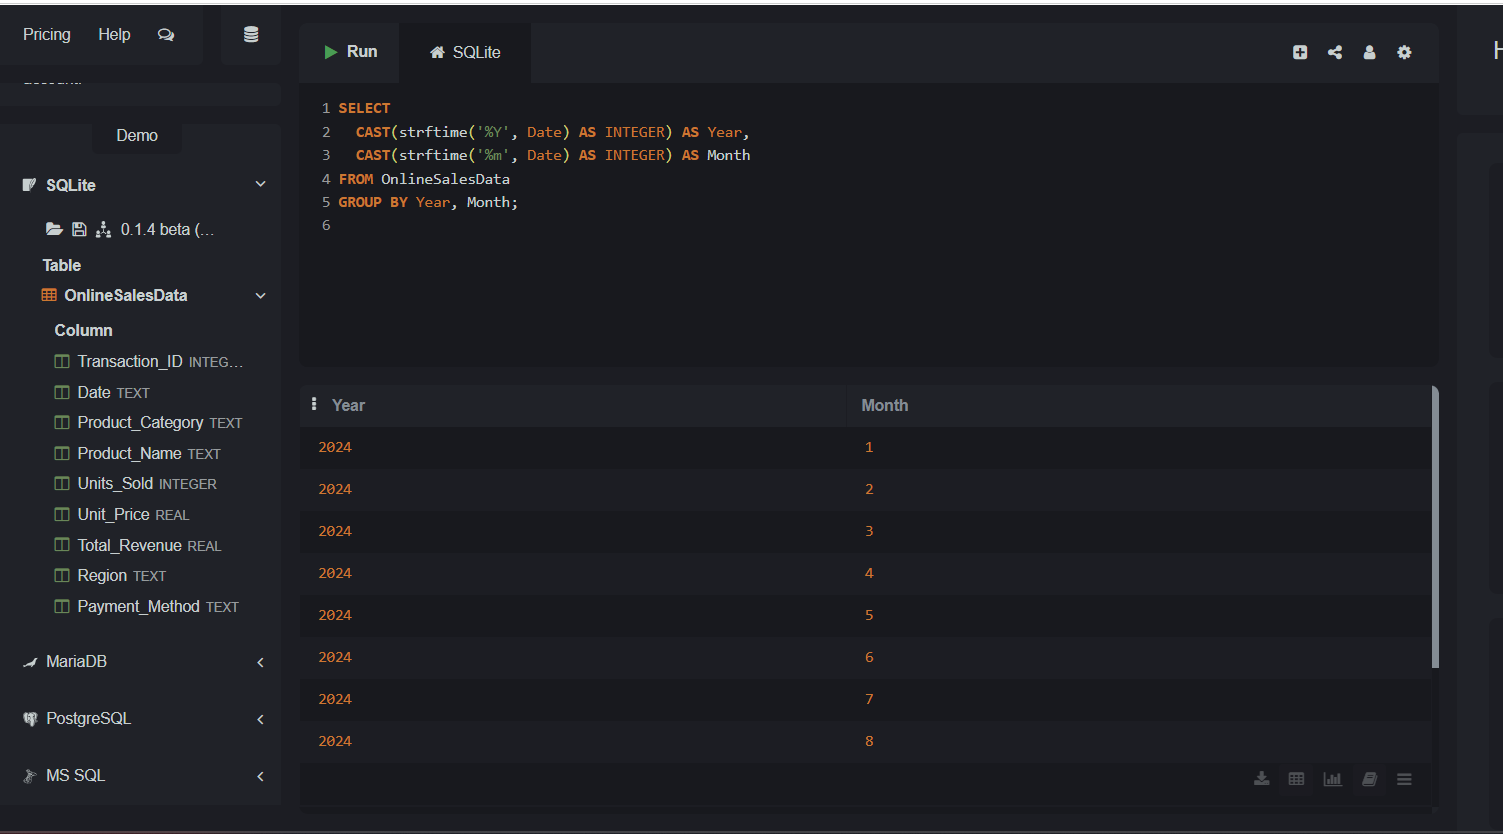 Pricing Help
Demo
SQLite
0.1.4 beta (...
Table
OnlineSalesData
Column
Transaction_ID INTEG...
Date TEXT
Product_Category TEXT
Product_Name TEXT
Units_Sold INTEGER
Unit_Price REAL
Total_Revenue REAL
Region TEXT
Payment_Method TEXT
MariaDB
PostgreSQL
MS SQL
Run SQLite
1 SELECT
2 CAST(strftime('%Y', Date) AS INTEGER) AS Year,
3 CAST(strftime('%m', Date) AS INTEGER) AS Month
4 FROM OnlineSalesData
5 GROUP BY Year, Month;
6
Year Month
2024 1
2024 2
2024 3
2024 4
2024 5
2024 6
2024 7
2024 8
H